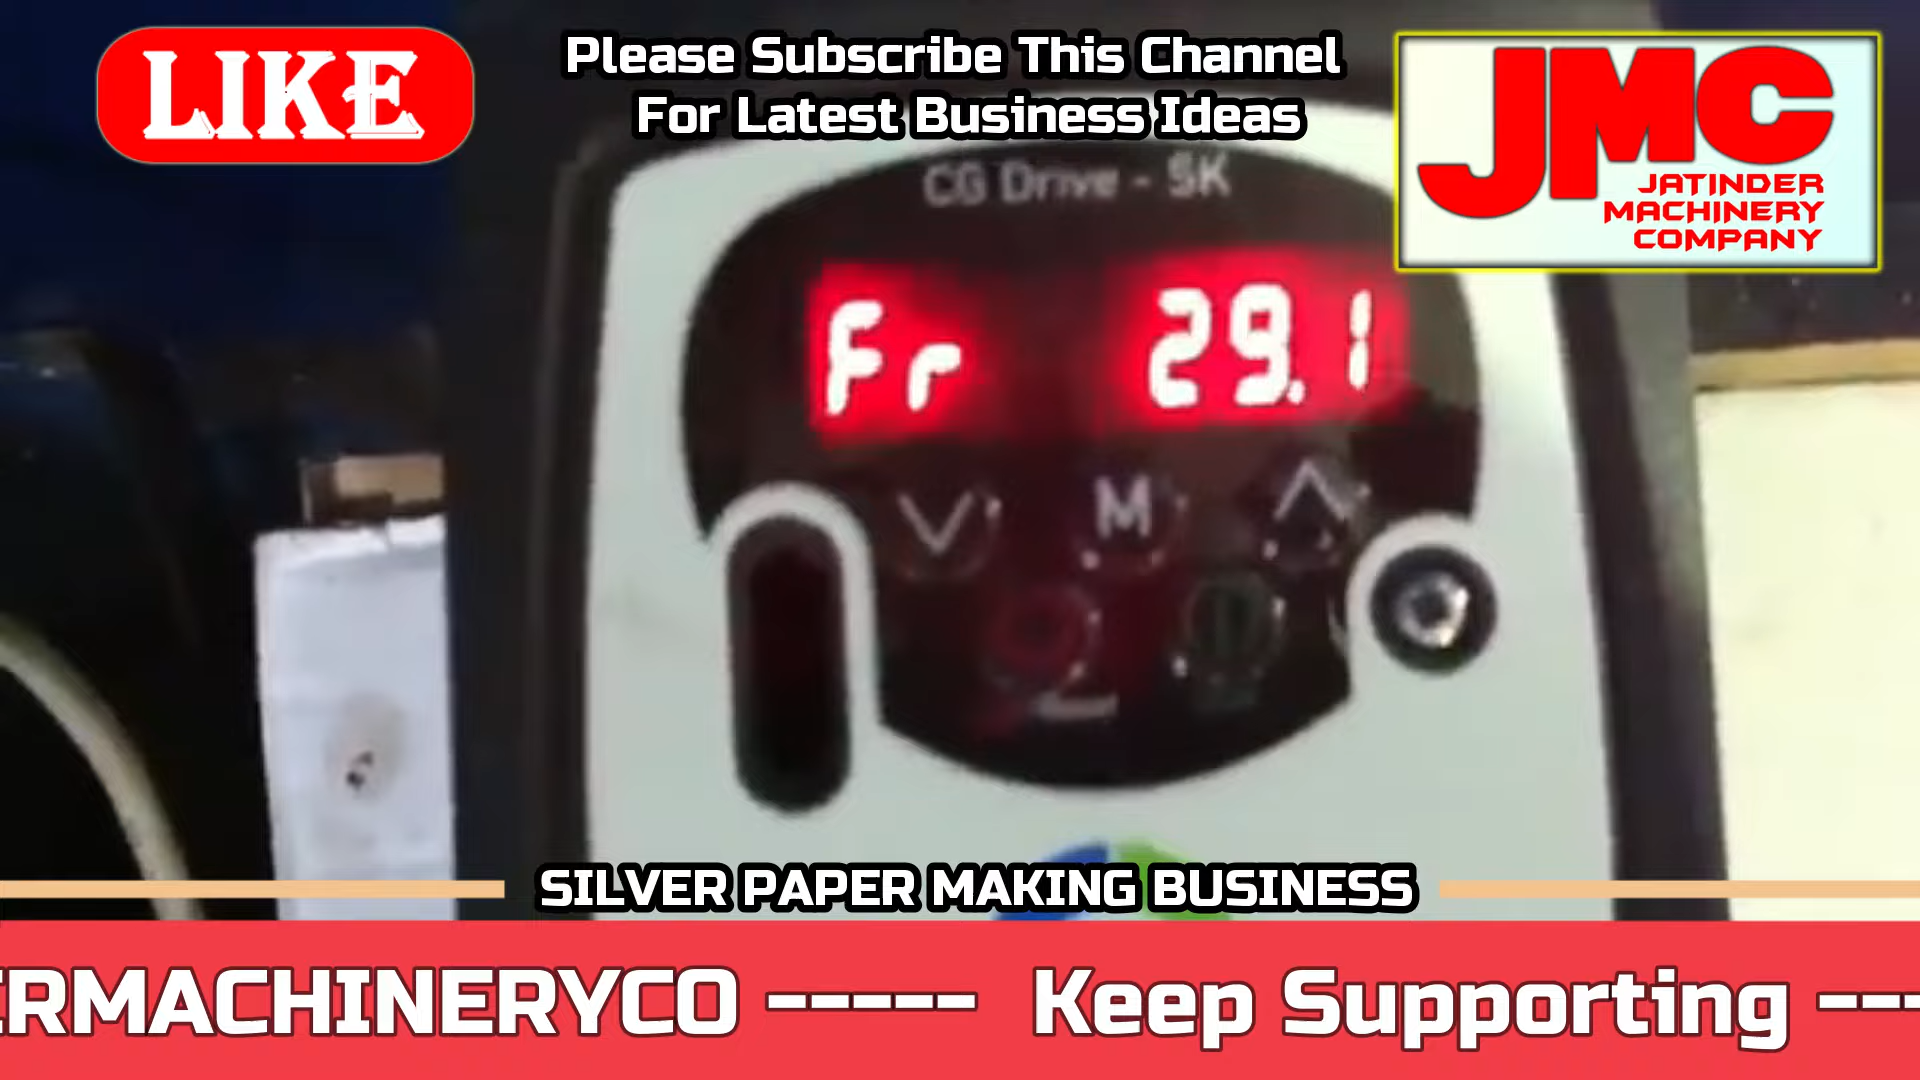 LIKE
Please Subscribe This Channel
For Latest Business Ideas
JMC
JATINDER
MACHINERY
COMPANY
CG Drive - SK
Fr 29.1
M
SILVER PAPER MAKING BUSINESS
ERMACHINERYCO ----- Keep Supporting ---